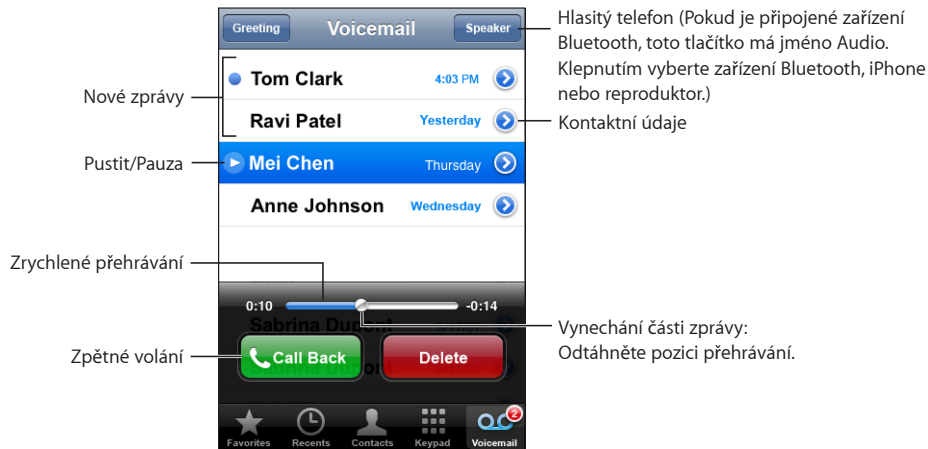 Greeting
Voicemail
Speaker
Hlasitý telefon (Pokud je připojené zařízení
Bluetooth, toto tlačítko má jméno Audio.
Klepnutím vyberte zařízení Bluetooth, iPhone
nebo reproduktor.)
Nové zprávy
Tom Clark 4:03 PM
Ravi Patel Yesterday
Kontaktní údaje
Pustit/Pauza
Mei Chen Thursday
Anne Johnson Wednesday
Zrychlené přehrávání
0:10 -0:14
Sabrina Dupont
Vynechání části zprávy:
Odtáhněte pozici přehrávání.
Zpětné volání
Call Back
Delete
Favorites
Recents
Contacts
Keypad
2
Voicemail